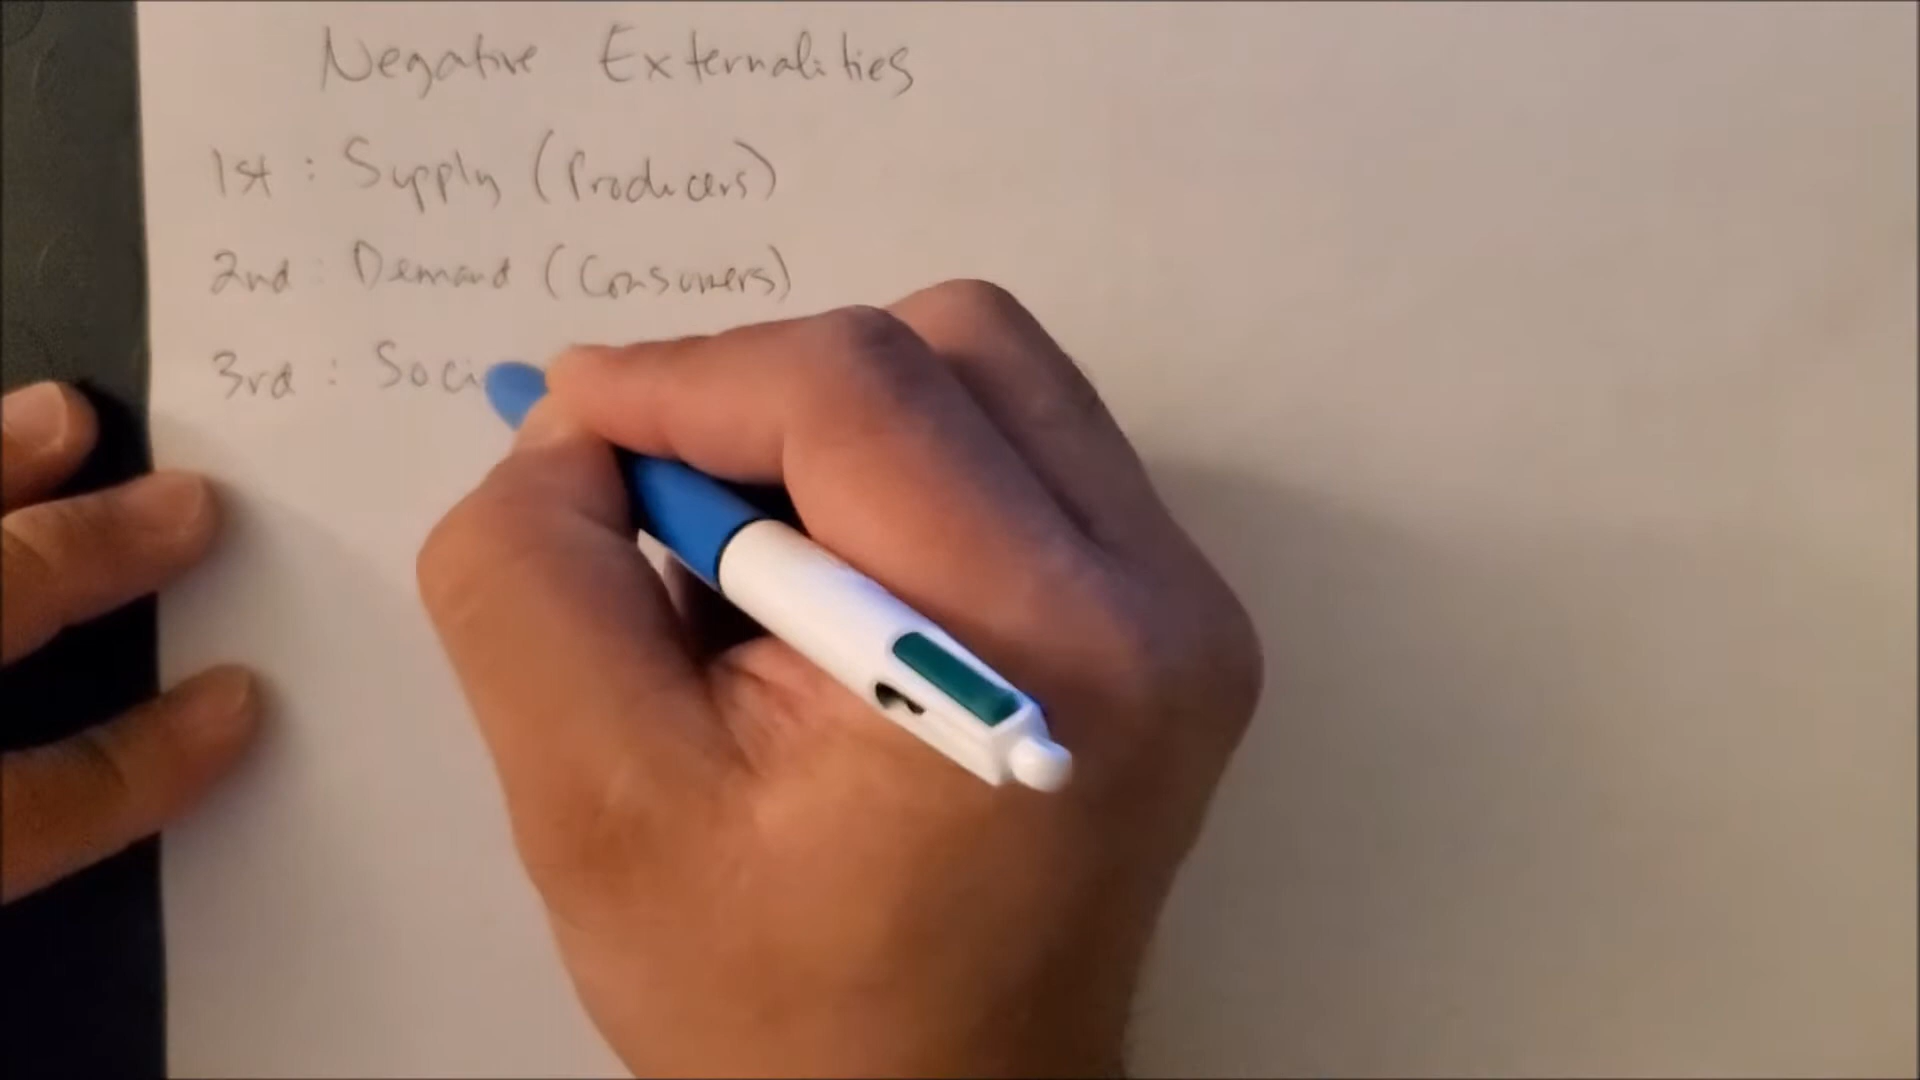 Negative Externalities
1st : Supply (Producers)
2nd : Demand (Consumers)
3rd : Soci